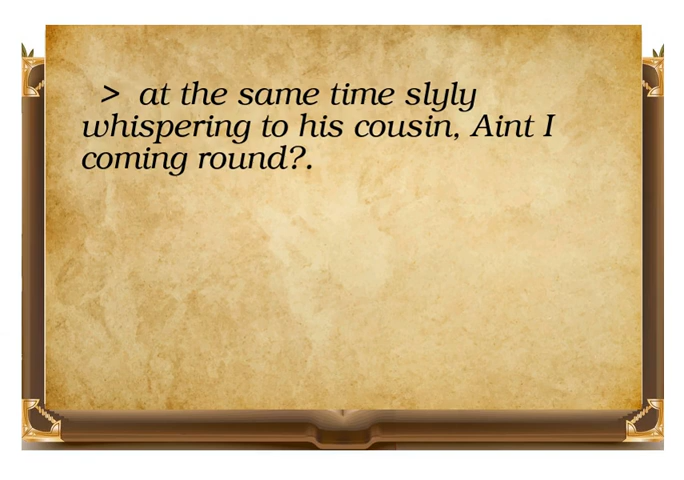 > at the same time slyly
whispering to his cousin, Aint I
coming round?.